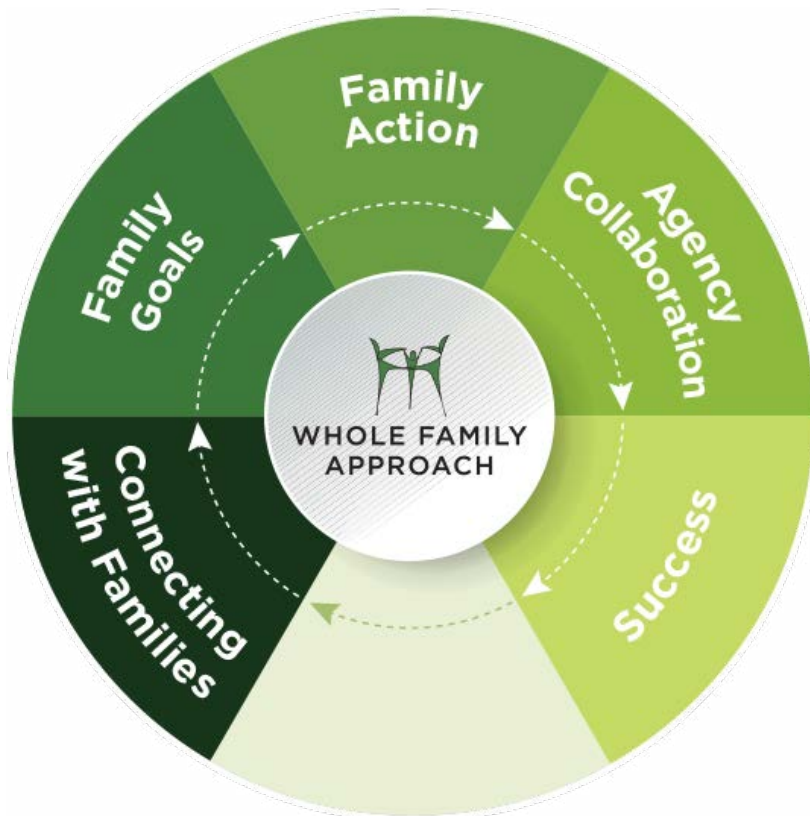 Family
Action
Agency
Collaboration
Success
Connecting
with Families
Family
Goals
WHOLE FAMILY
APPROACH